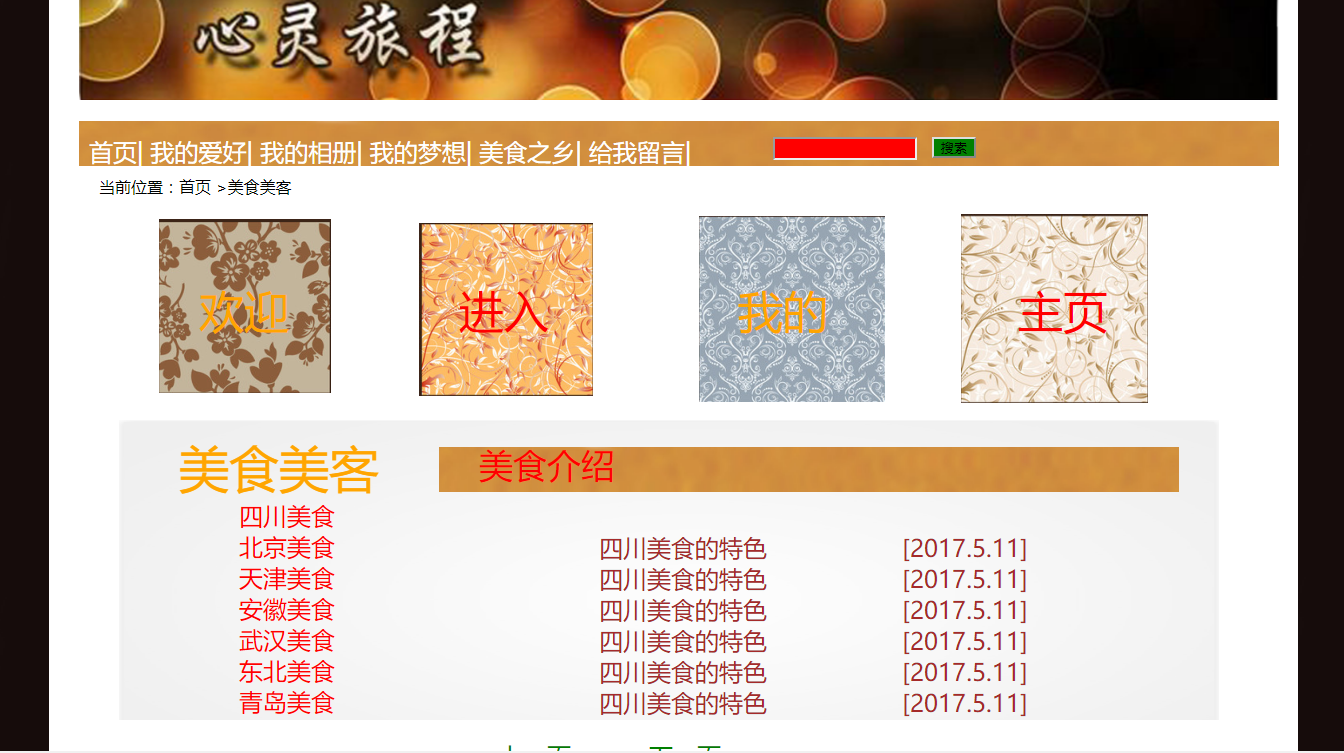 心灵旅程
首页| 我的爱好| 我的相册| 我的梦想| 美食之乡| 给我留言| 搜索
当前位置：首页 >美食美客
欢迎 进入 我的 主页
美食美客 美食介绍
四川美食
北京美食 四川美食的特色 [2017.5.11]
天津美食 四川美食的特色 [2017.5.11]
安徽美食 四川美食的特色 [2017.5.11]
武汉美食 四川美食的特色 [2017.5.11]
东北美食 四川美食的特色 [2017.5.11]
青岛美食 四川美食的特色 [2017.5.11]